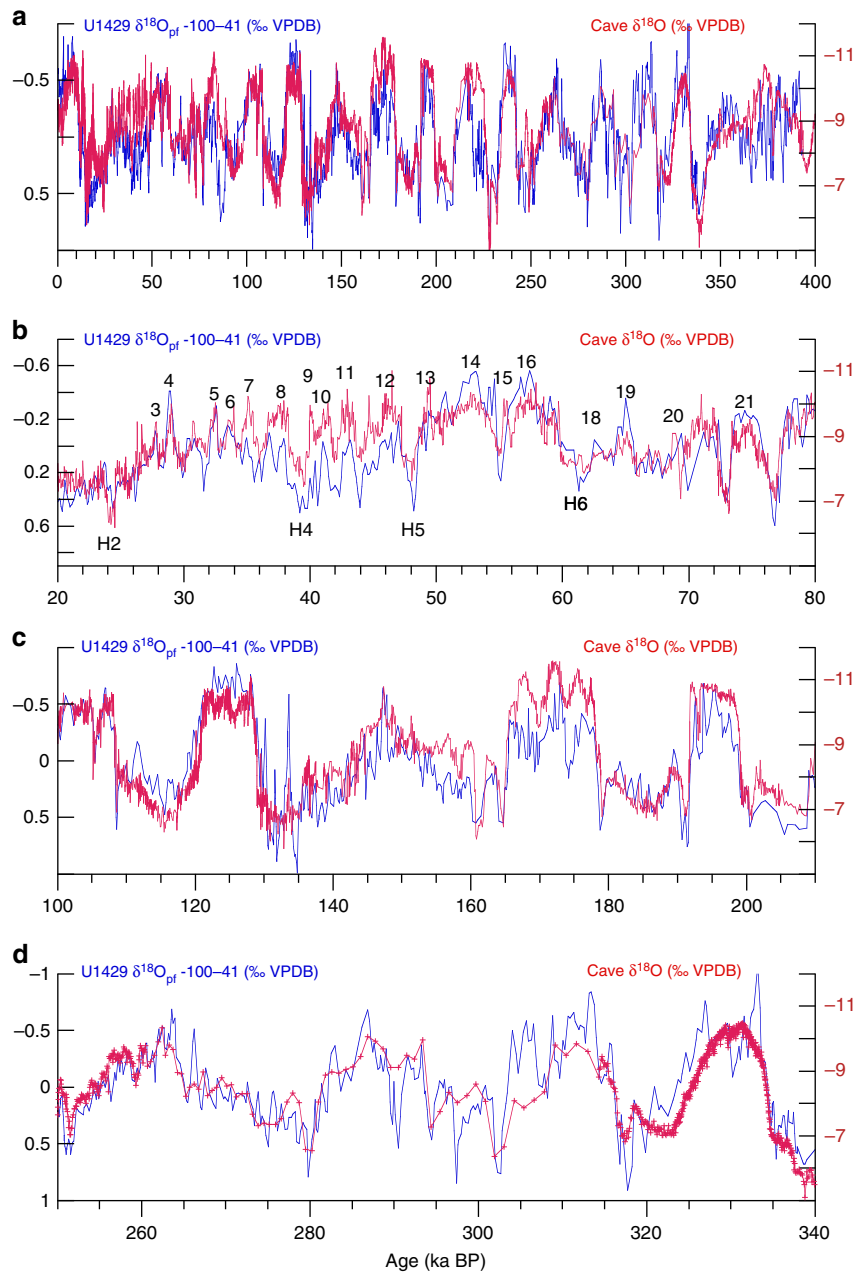 a
U1429 δ18Opf -100–41 (‰ VPDB)
Cave δ18O (‰ VPDB)
–0.5
0.5
–11
–9
–7
0 50 100 150 200 250 300 350 400
b
U1429 δ18Opf -100–41 (‰ VPDB)
Cave δ18O (‰ VPDB)
–0.6
–0.2
0.2
0.6
–11
–9
–7
3 4 5 6 7 8 9 10 11 12 13 14 15 16 18 19 20 21
H2 H4 H5 H6
20 30 40 50 60 70 80
c
U1429 δ18Opf -100–41 (‰ VPDB)
Cave δ18O (‰ VPDB)
–0.5
0
0.5
–11
–9
–7
100 120 140 160 180 200
d
U1429 δ18Opf -100–41 (‰ VPDB)
Cave δ18O (‰ VPDB)
–1
–0.5
0
0.5
1
–11
–9
–7
260 280 300 320 340
Age (ka BP)